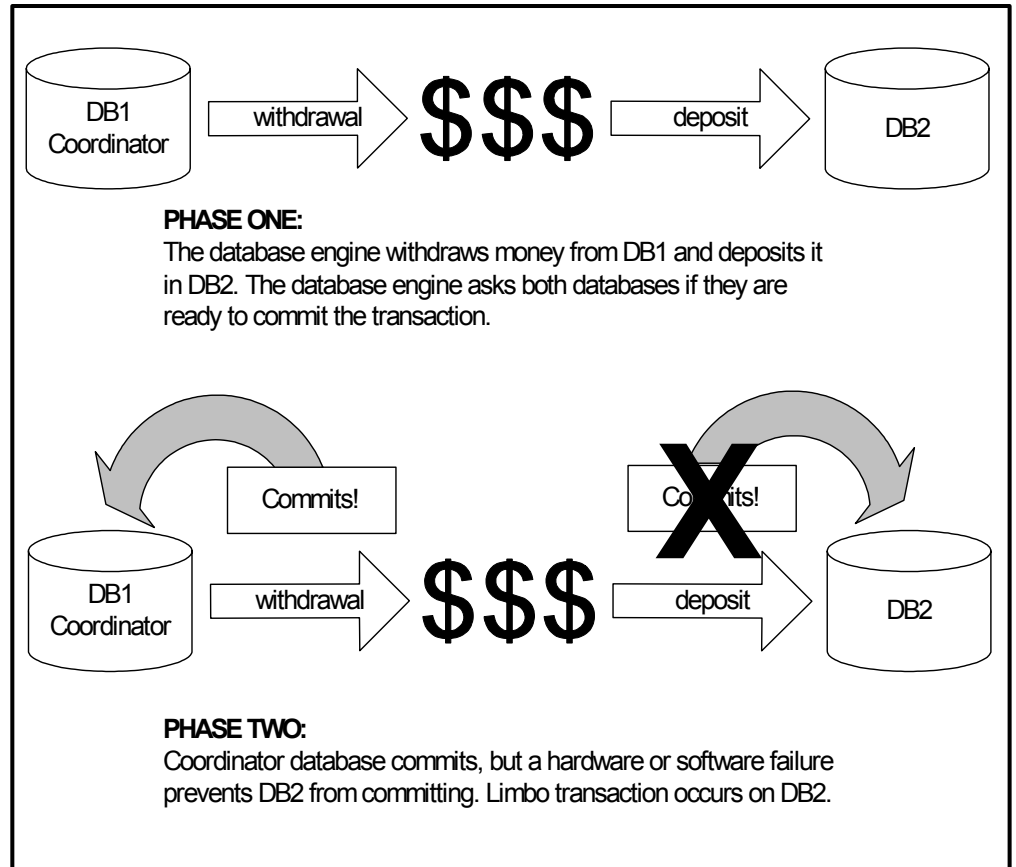 DB1
Coordinator
withdrawal
$$$
deposit
DB2
PHASE ONE:
The database engine withdraws money from DB1 and deposits it
in DB2. The database engine asks both databases if they are
ready to commit the transaction.
Commits!
Commits!
DB1
Coordinator
withdrawal
$$$
deposit
DB2
PHASE TWO:
Coordinator database commits, but a hardware or software failure
prevents DB2 from committing. Limbo transaction occurs on DB2.